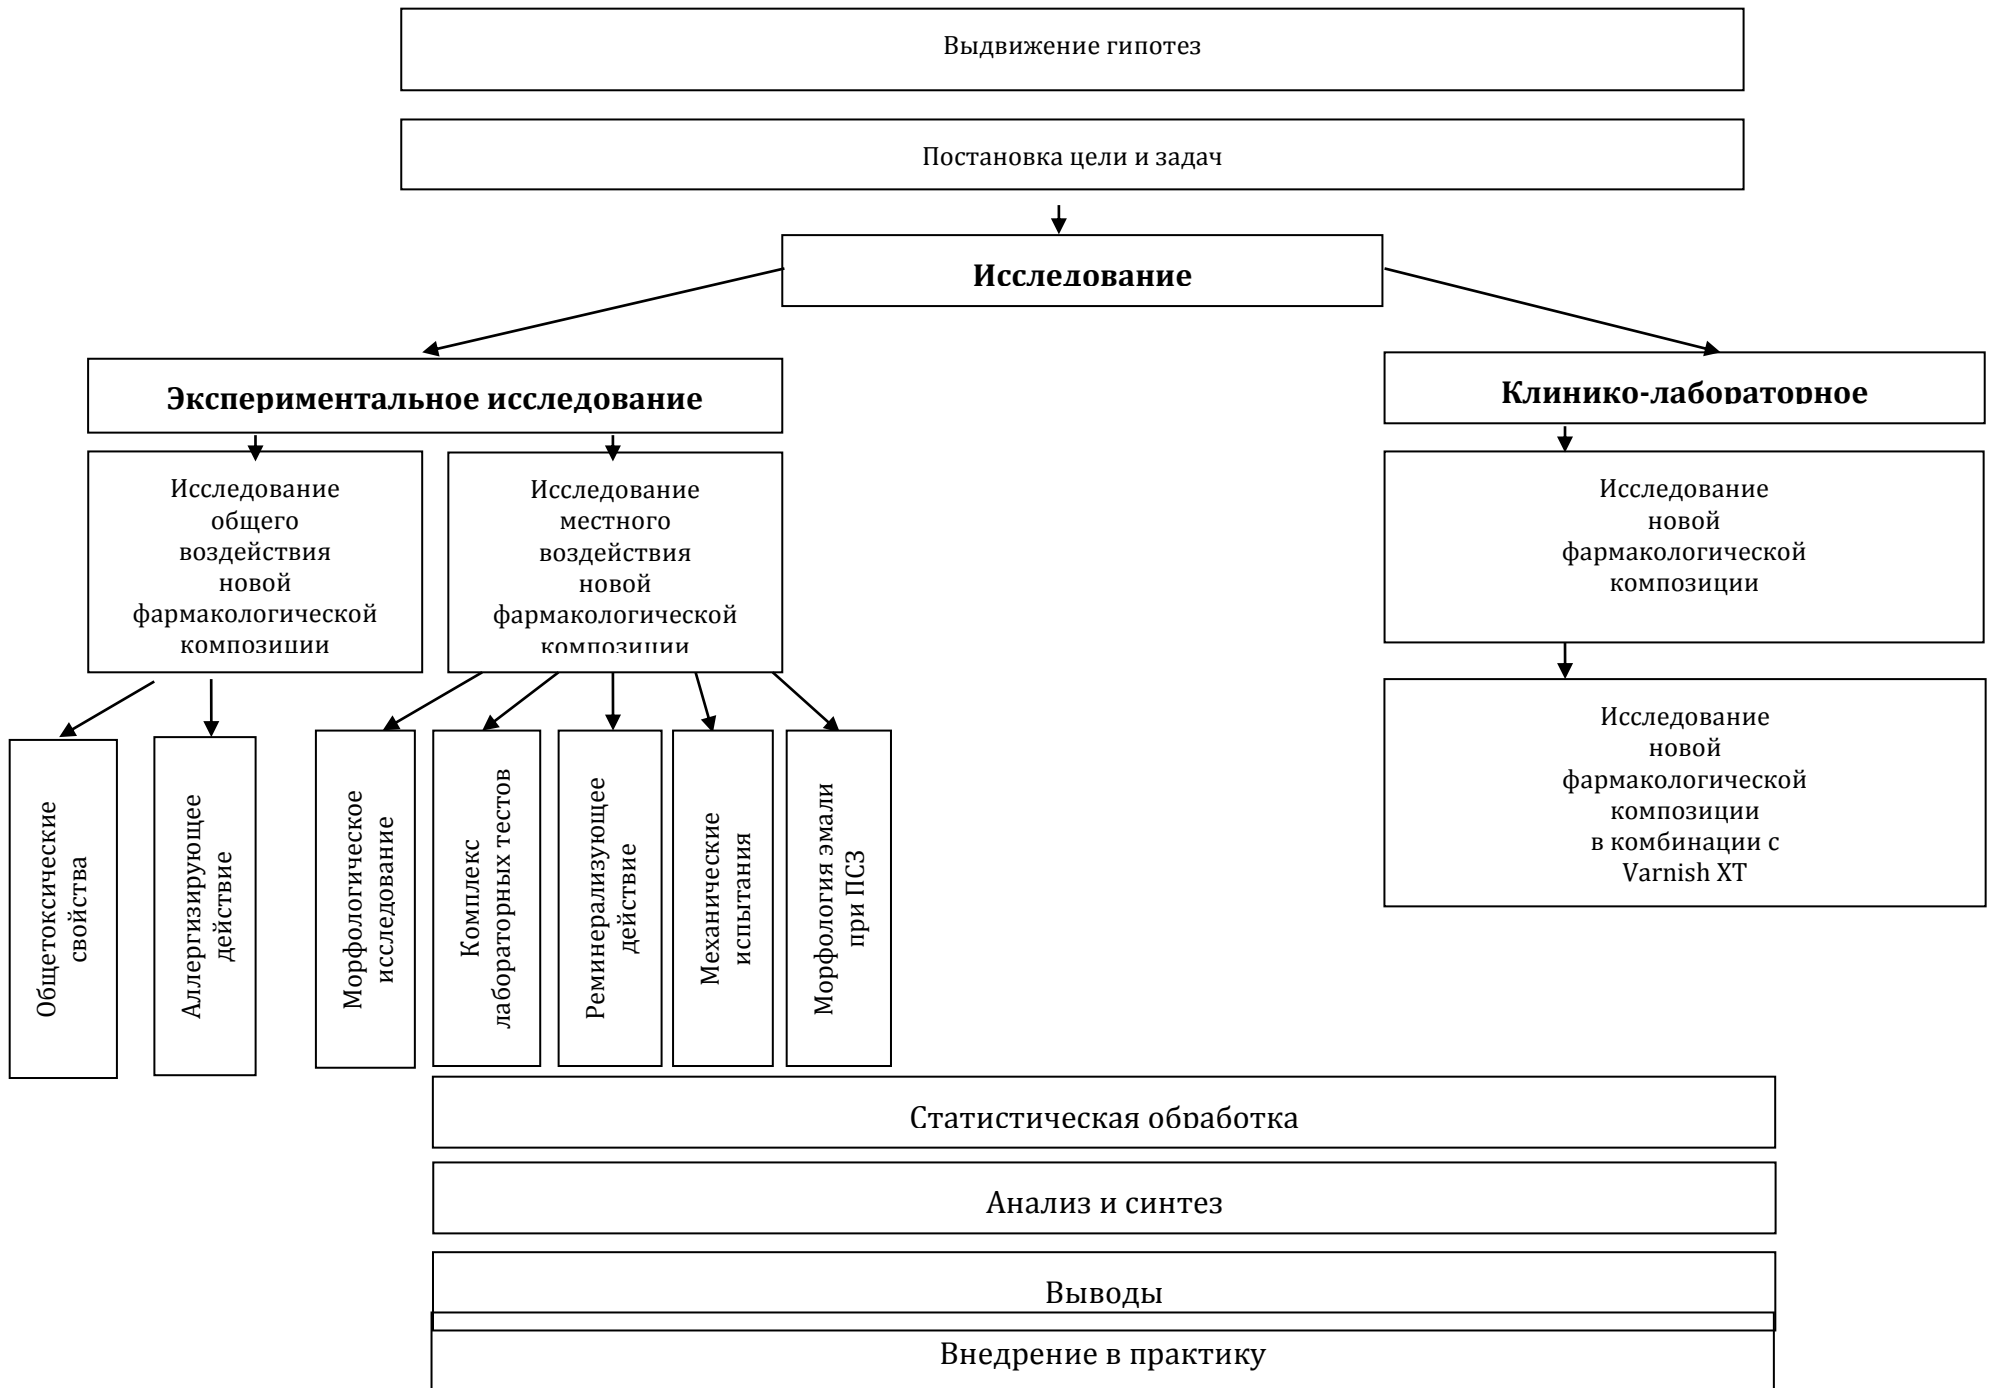 Выдвижение гипотез
Постановка цели и задач
Исследование
Экспериментальное исследование
Клинико-лабораторное
Исследование
общего
воздействия
новой
фармакологической
композиции
Исследование
местного
воздействия
новой
фармакологической
композиции
Исследование
новой
фармакологической
композиции
Исследование
новой
фармакологической
композиции
в комбинации с
Varnish XT
Общетоксические
свойства
Аллергизирующее
действие
Морфологическое
исследование
Комплекс
лабораторных тестов
Реминерализующее
действие
Механические
испытания
Морфология эмали
при ПСЗ
Статистическая обработка
Анализ и синтез
Выводы
Внедрение в практику